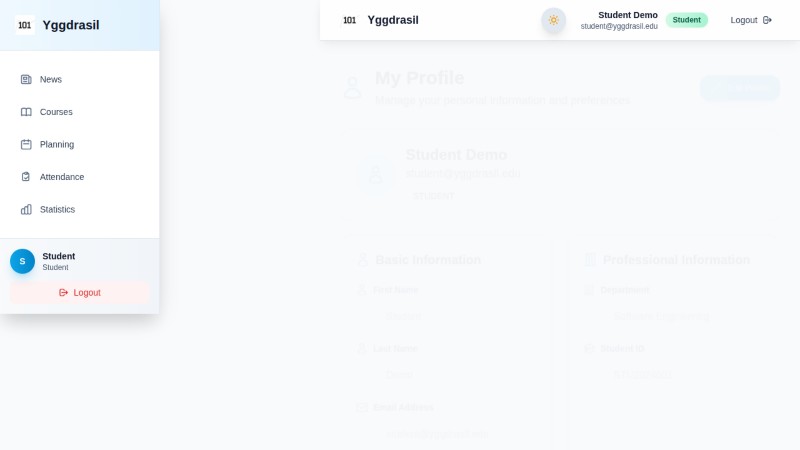 101 Yggdrasil
News
Courses
Planning
Attendance
Statistics
S
Student
Student
Logout
101 Yggdrasil
Student Demo
student@yggdrasil.edu
Student
Logout
My Profile
Manage your personal information and preferences
Student Demo
student@yggdrasil.edu
Basic Information
First Name
Last Name
Email Address
Professional Information
Department
Student ID